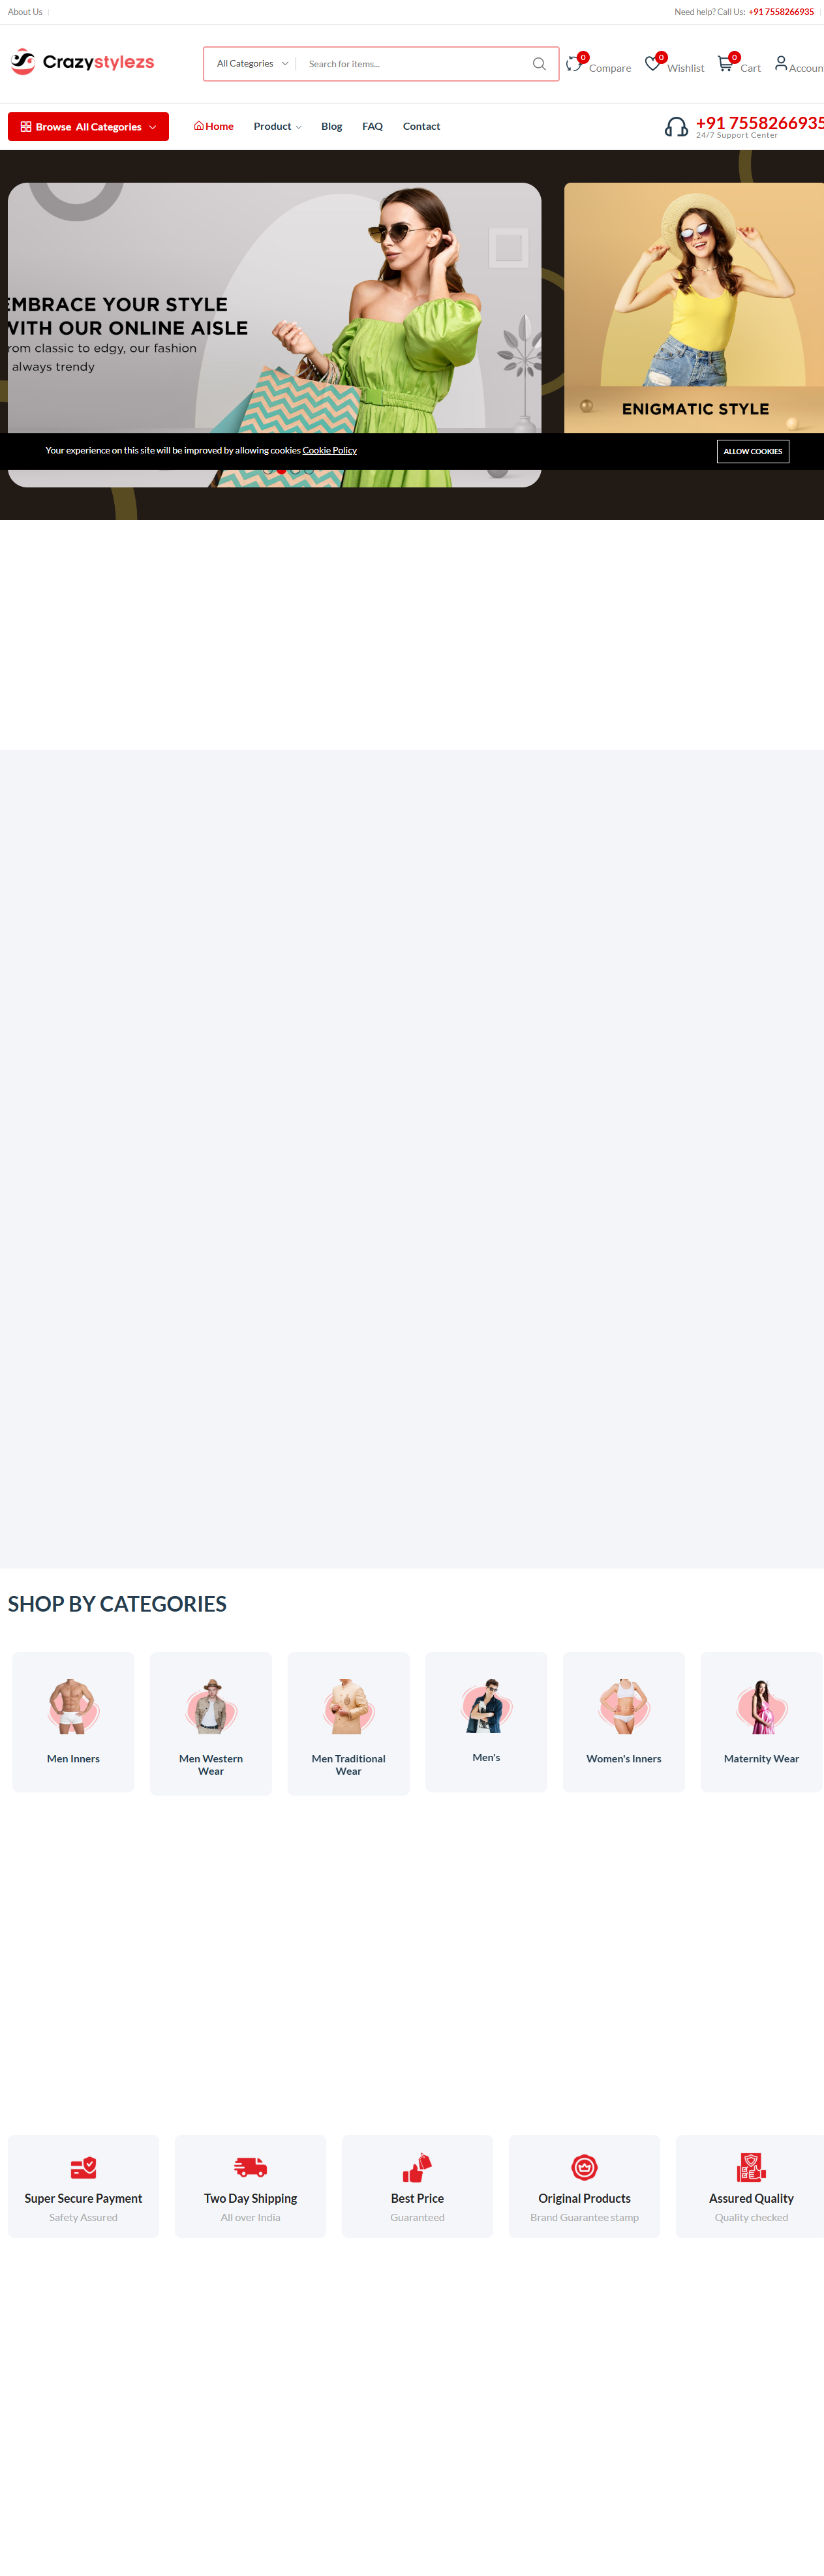 About Us
Need help? Call Us: +91 7558266935
Crazystylezs
All Categories
Search for items...
0
Compare
0
Wishlist
0
Cart
Accoun
Browse All Categories
Home
Product
Blog
FAQ
Contact
+91 7558266935
24/7 Support Center
EMBRACE YOUR STYLE
WITH OUR ONLINE AISLE
rom classic to edgy, our fashion
always trendy
ENIGMATIC STYLE
Your experience on this site will be improved by allowing cookies Cookie Policy
ALLOW COOKIES
SHOP BY CATEGORIES
Men Inners
Men Western
Wear
Men Traditional
Wear
Men's
Women's Inners
Maternity Wear
Super Secure Payment
Safety Assured
Two Day Shipping
All over India
Best Price
Guaranteed
Original Products
Brand Guarantee stamp
Assured Quality
Quality checked